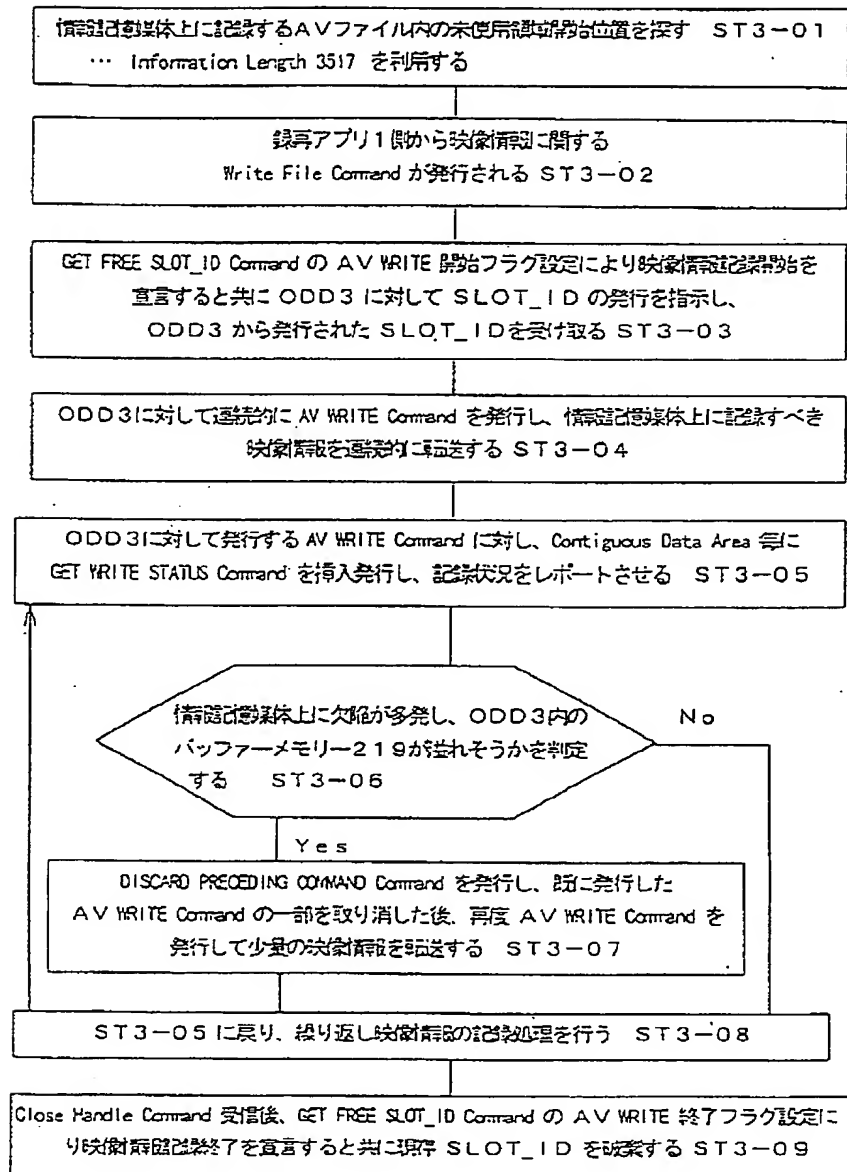 情報記憶媒体上に記録するAVファイル内の未使用領域開始位置を探す ST3-01
… Information Length 3517 を利用する
録再アプリ1側から映像情報に関する
Write File Command が発行される ST3-02
GET FREE SLOT_ID Command の AV WRITE 開始フラグ設定により映像情報記録開始を
宣言すると共に ODD3 に対して SLOT_ID の発行を指示し、
ODD3 から発行された SLOT_IDを受け取る ST3-03
ODD3に対して連続的に AV WRITE Command を発行し、情報記憶媒体上に記録すべき
映像情報を連続的に転送する ST3-04
ODD3に対して発行する AV WRITE Command に対し、Contiguous Data Area 毎に
GET WRITE STATUS Command を挿入発行し、記録状況をレポートさせる ST3-05
情報記憶媒体上に欠陥が多発し、ODD3内の
バッファーメモリー219が溢れそうかを判定
する ST3-06
No
Yes
DISCARD PRECEDING COMMAND Command を発行し、既に発行した
AV WRITE Command の一部を取り消した後、再度 AV WRITE Command を
発行して少量の映像情報を転送する ST3-07
ST3-05 に戻り、繰り返し映像情報の記録処理を行う ST3-08
Close Handle Command 受信後、GET FREE SLOT_ID Command の AV WRITE 終了フラグ設定に
り映像情報記録終了を宣言すると共に現存 SLOT_ID を破棄する ST3-09